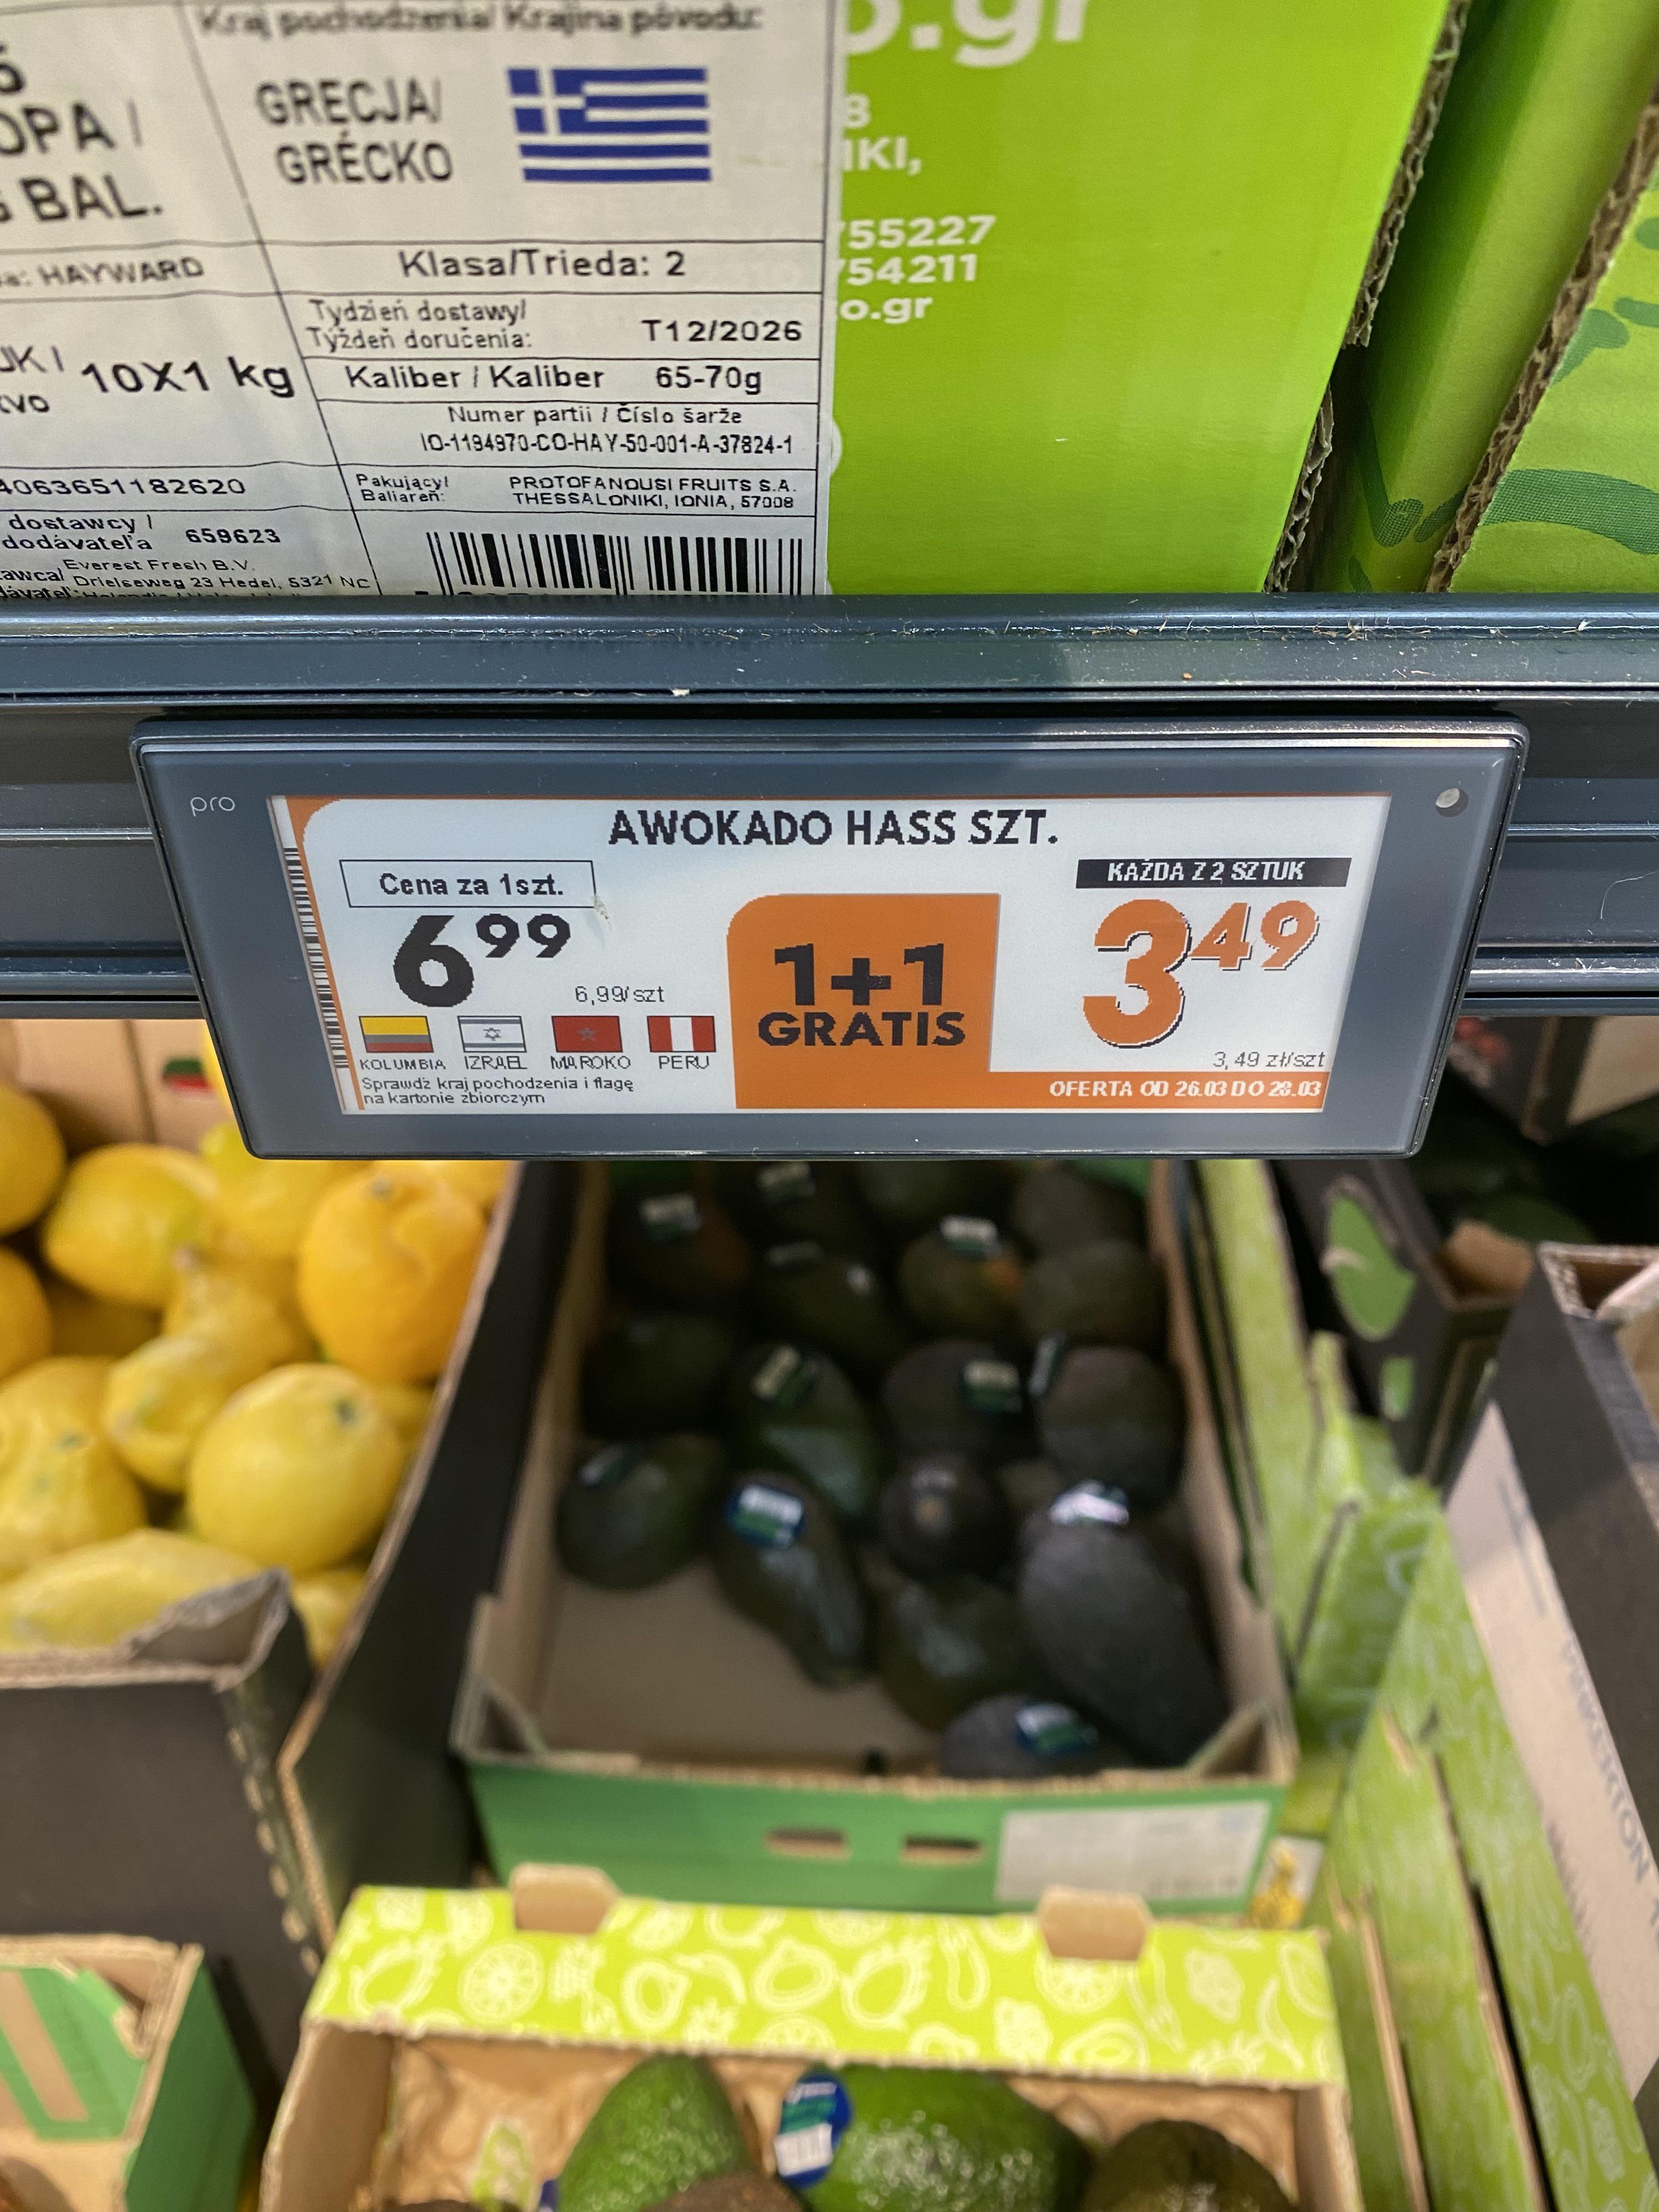 Kraj pochodzenia/ Krajina pôvodu:
OPA /
BAL.
GRECJA/
GRÉCKO
o.gr
8
IKI,
755227
754211
o.gr
HAYWARD
Klasa/Trieda: 2
Tydzień dostawy/
Týždeň doručenia:
T12/2026
10X1 kg
Kaliber / Kaliber 65-70g
Numer partii / Číslo šarže
IO-1194970-CO-HAY-50-001-A-37824-1
4063651182620
Pakujący/
Baliareň:
PROTOFANOUSI FRUITS S.A.
THESSALONIKI, IONIA, 57008
dostawcy /
dodávateľa
659623
Everest Fresh B.V.
Drielseweg 23 Hedel, 5321 NC
pro
AWOKADO HASS SZT.
Cena za 1szt.
6 99
6,99/szt
KOLUMBIA IZRAEL MAROKO PERU
Sprawdź kraj pochodzenia i flagę
na kartonie zbiorczym
1+1
GRATIS
KAŻDA Z 2 SZTUK
3 49
3,49 zł/szt
OFERTA OD 26.03 DO 28.03